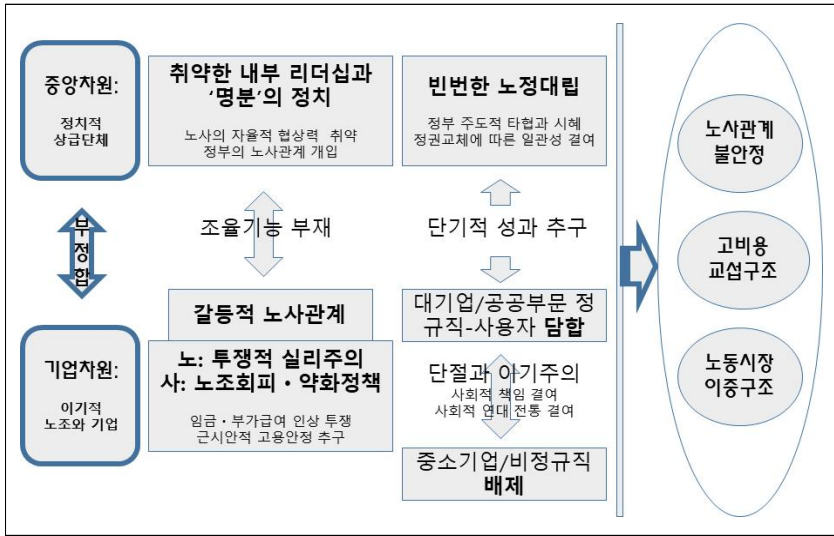 중앙차원:
정치적
상급단체
취약한 내부 리더십과
‘명분’의 정치
노사의 자율적 협상력 취약
정부의 노사관계 개입
빈번한 노정대립
정부 주도적 타협과 시혜
정권교체에 따른 일관성 결여
부정합
조율기능 부재
단기적 성과 추구
갈등적 노사관계
대기업/공공부문 정
규직-사용자 담합
기업차원:
이기적
노조와 기업
노: 투쟁적 실리주의
사: 노조회피・약화정책
임금・부가급여 인상 투쟁
근시안적 고용안정 추구
단절과 이기주의
사회적 책임 결여
사회적 연대 전통 결여
중소기업/비정규직
배제
노사관계
불안정
고비용
교섭구조
노동시장
이중구조